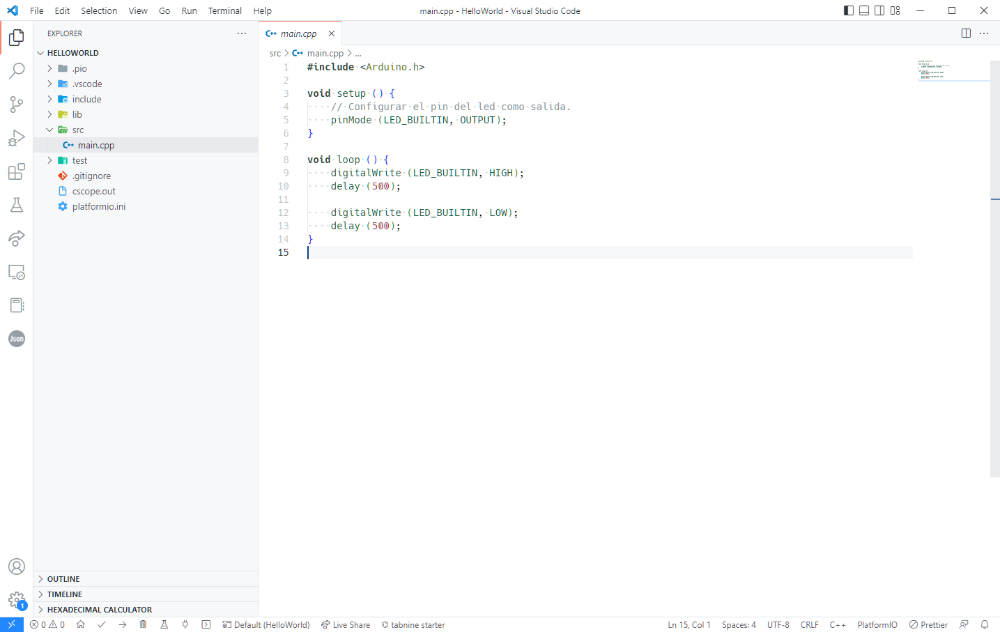 File Edit Selection View Go Run Terminal Help
main.cpp - HelloWorld - Visual Studio Code
EXPLORER
HELLOWORLD
.pio
.vscode
include
lib
src
main.cpp
test
.gitignore
cscope.out
platformio.ini
OUTLINE
TIMELINE
HEXADECIMAL CALCULATOR
Json
1
main.cpp
src > main.cpp > ...
1 #include <Arduino.h>
2
3 void setup () {
4 // Configurar el pin del led como salida.
5 pinMode (LED_BUILTIN, OUTPUT);
6 }
7
8 void loop () {
9 digitalWrite (LED_BUILTIN, HIGH);
10 delay (500);
11
12 digitalWrite (LED_BUILTIN, LOW);
13 delay (500);
14 }
15
0 0 Default (HelloWorld) Live Share tabnine starter Ln 15, Col 1 Spaces: 4 UTF-8 CRLF C++ PlatformIO Prettier